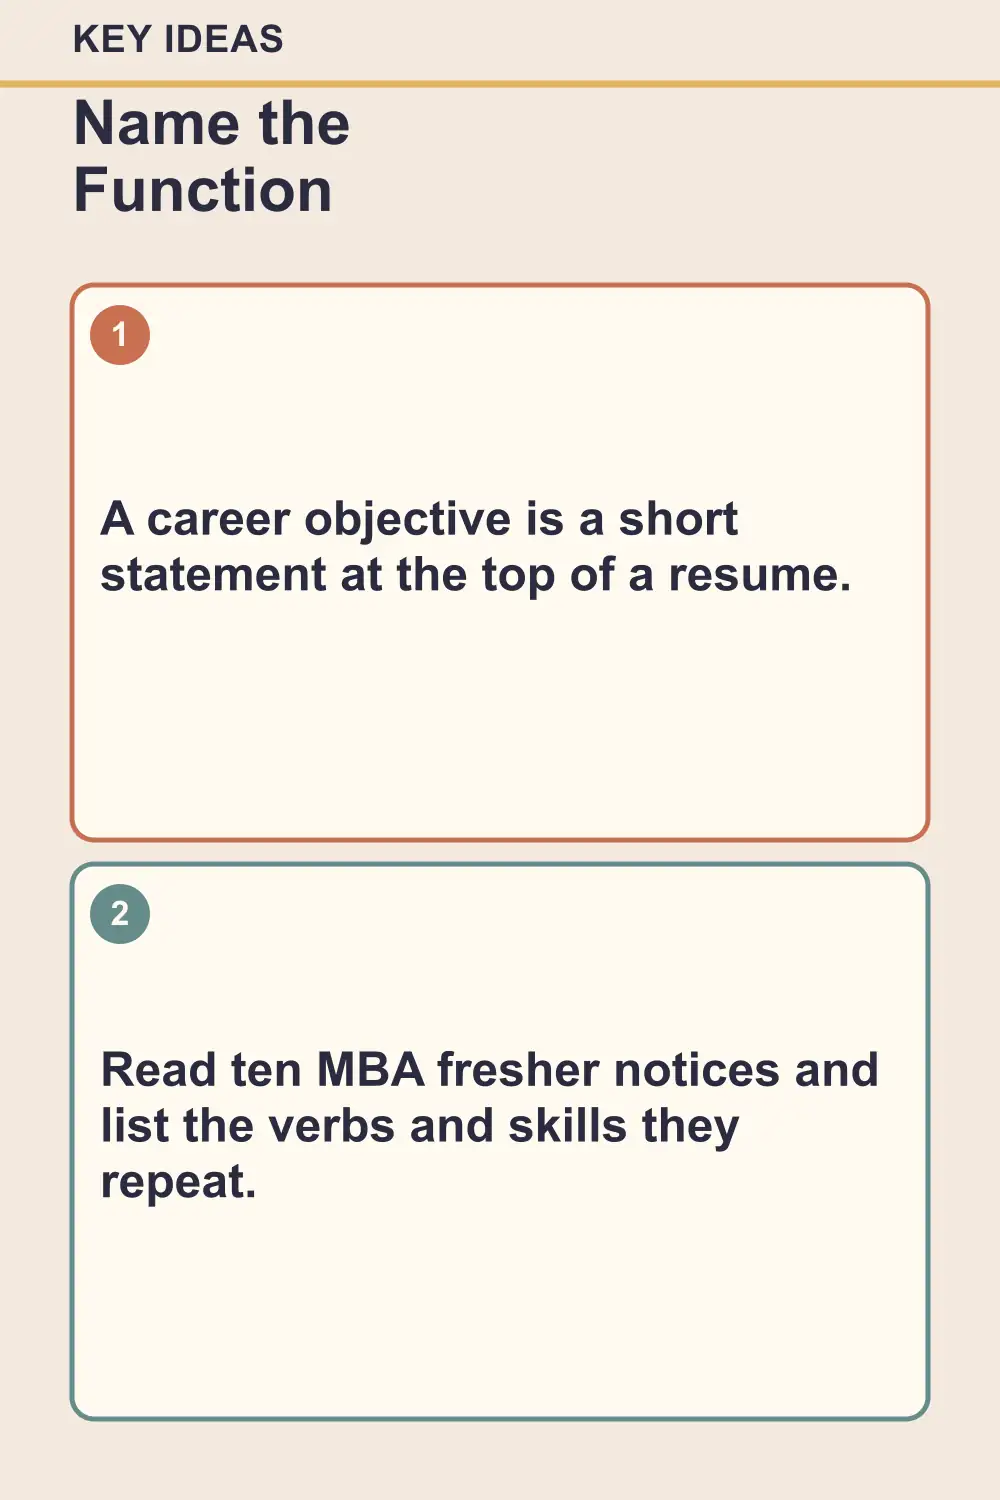 KEY IDEAS
Name the
Function
1
A career objective is a short
statement at the top of a resume.
2
Read ten MBA fresher notices and
list the verbs and skills they
repeat.